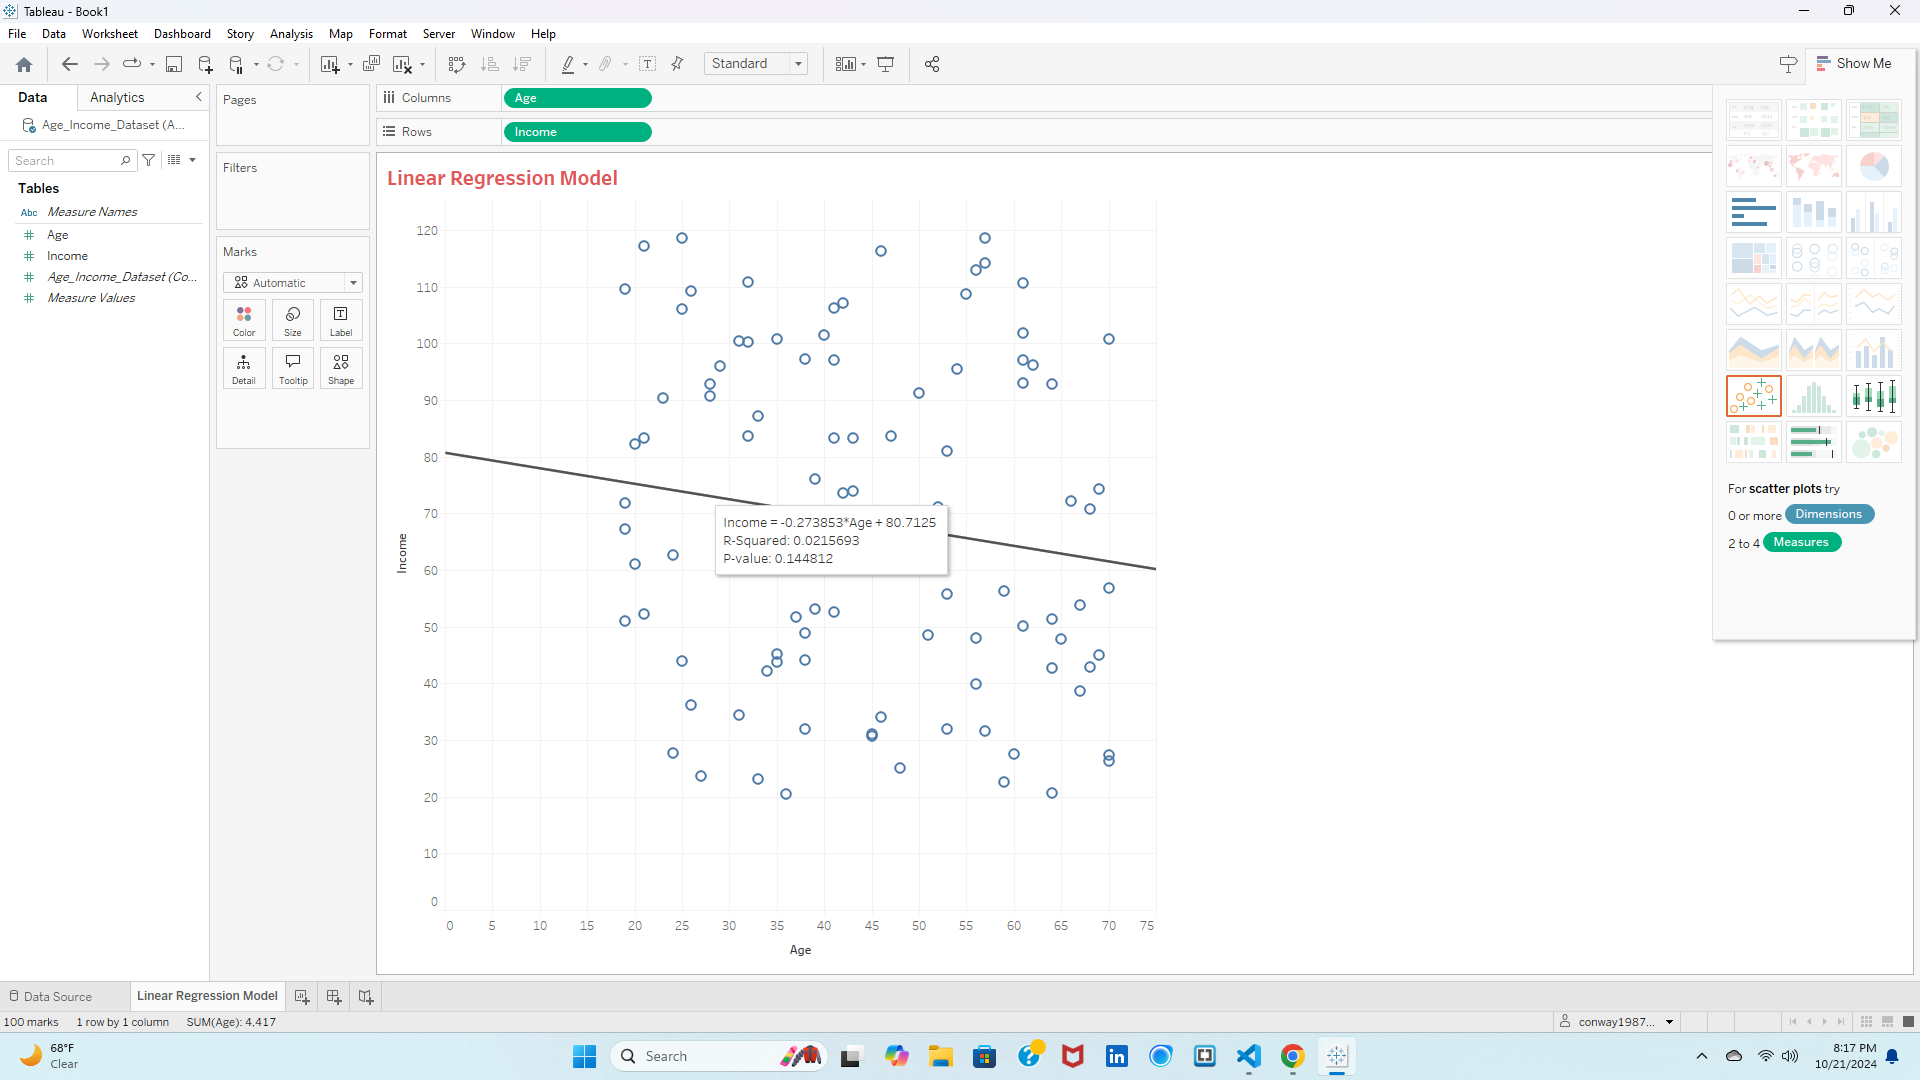 Tableau - Book1
File Data Worksheet Dashboard Story Analysis Map Format Server Window Help
Standard
Show Me
Data Analytics
Age_Income_Dataset (A...
Search
Tables
Abc Measure Names
Age
Income
Age_Income_Dataset (Co...
Measure Values
Pages
Filters
Marks
Automatic
Color Size Label
Detail Tooltip Shape
Columns Age
Rows Income
Linear Regression Model
120
110
100
90
80
70
60
50
40
30
20
10
0
Income
0 5 10 15 20 25 30 35 40 45 50 55 60 65 70 75
Age
Income = -0.273853*Age + 80.7125
R-Squared: 0.0215693
P-value: 0.144812
For scatter plots try
0 or more Dimensions
2 to 4 Measures
Data Source Linear Regression Model
100 marks 1 row by 1 column SUM(Age): 4,417
conway1987...
68°F
Clear
Search
8:17 PM
10/21/2024